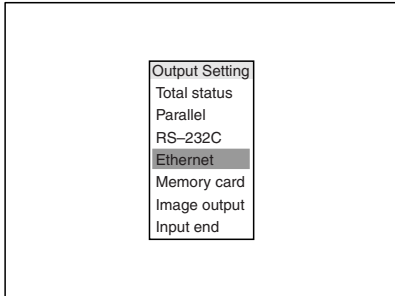 Output Setting
Total status
Parallel
RS–232C
Ethernet
Memory card
Image output
Input end